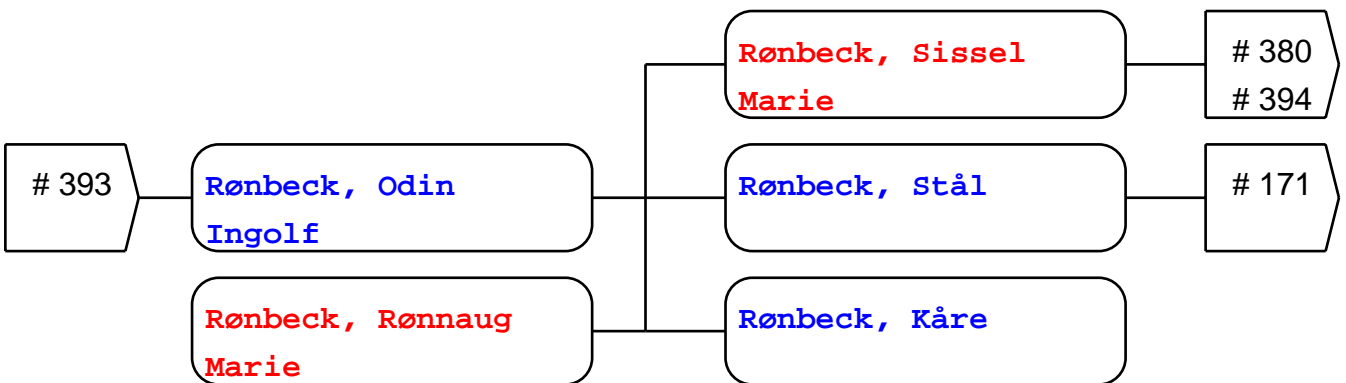 Rønbeck, Sissel
Marie
# 380
# 394
# 393
Rønbeck, Odin
Ingolf
Rønbeck, Stål
# 171
Rønbeck, Rønnaug
Marie
Rønbeck, Kåre